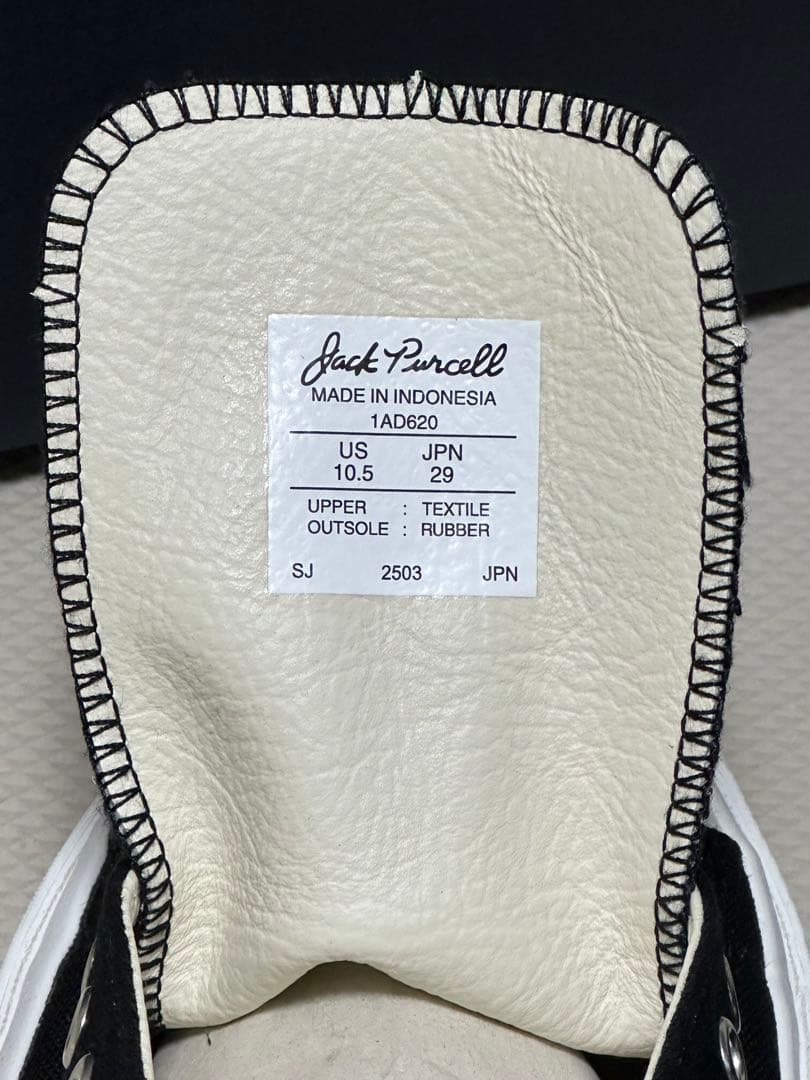 Jack Purcell
MADE IN INDONESIA
1AD620
US JPN
10.5 29
UPPER : TEXTILE
OUTSOLE : RUBBER
SJ 2503 JPN